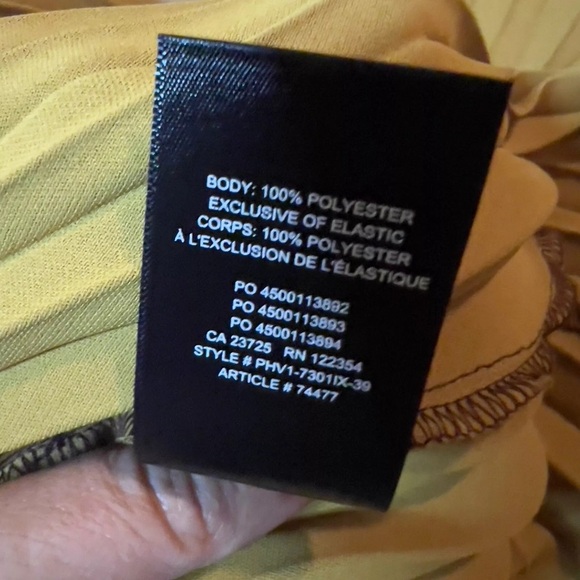 BODY: 100% POLYESTER
EXCLUSIVE OF ELASTIC
CORPS: 100% POLYESTER
À L'EXCLUSION DE L'ÉLASTIQUE
PO 4500113892
PO 4500113893
PO 4500113894
CA 23725 RN 122354
STYLE # PHV1-7301IX-39
ARTICLE # 74477